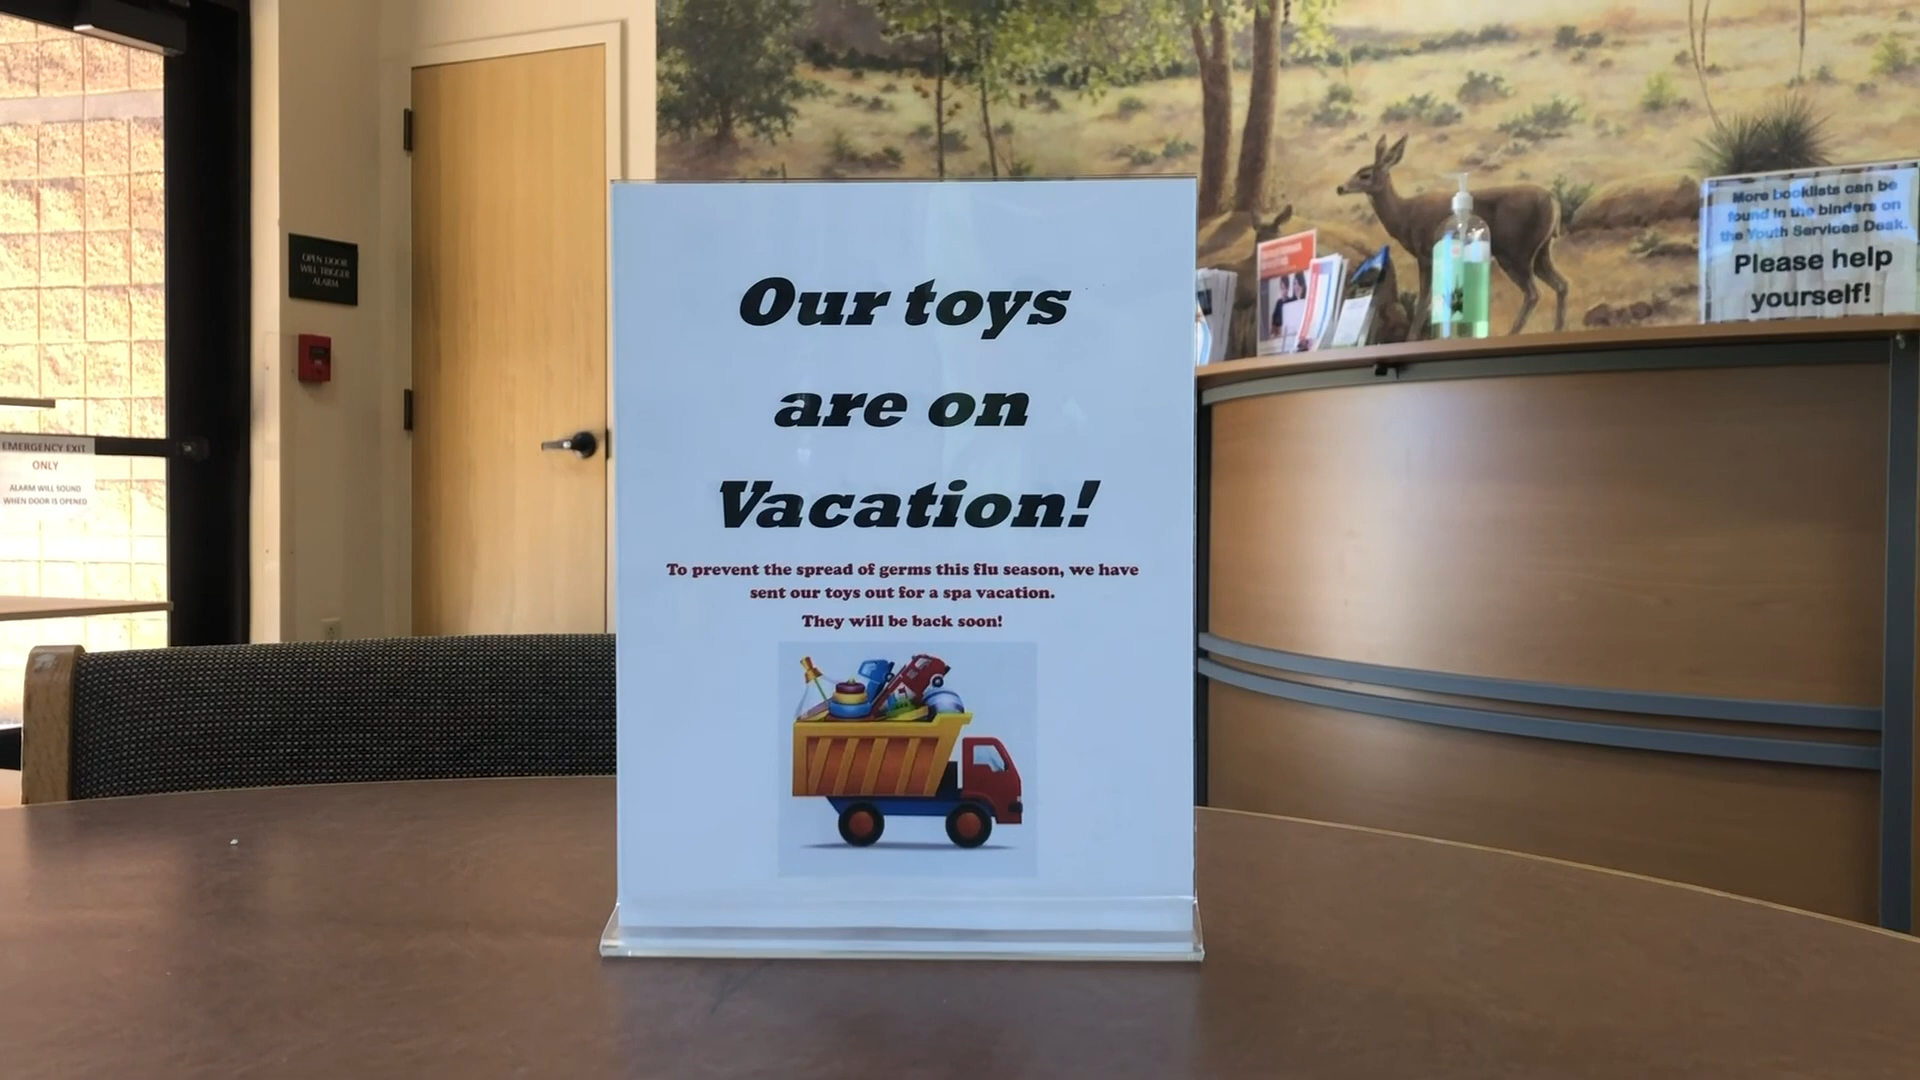 Our toys
are on
Vacation!
To prevent the spread of germs this flu season, we have
sent our toys out for a spa vacation.
They will be back soon!
OPEN DOOR
WILL TRIGGER
ALARM
EMERGENCY EXIT
ONLY
ALARM WILL SOUND
WHEN DOOR IS OPENED
More booklists can be
found in the binders on
the Youth Services Desk.
Please help
yourself!